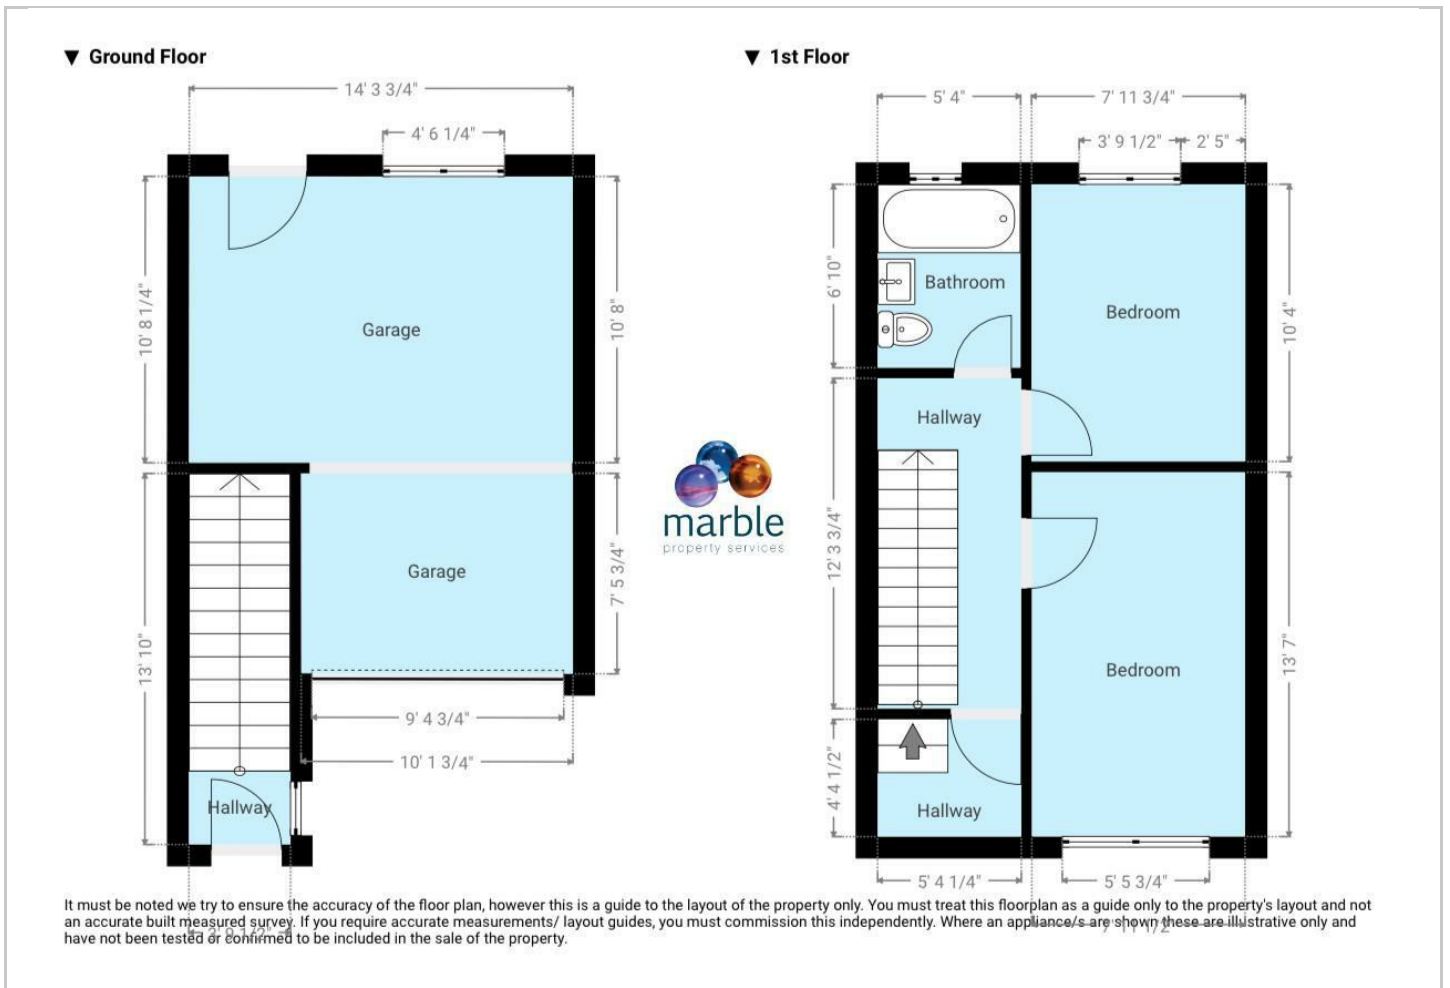 ▼ Ground Floor
▼ 1st Floor
14' 3 3/4"
4' 6 1/4"
10' 8 1/4"
10' 8"
Garage
Garage
7' 5 3/4"
13' 10"
9' 4 3/4"
10' 1 3/4"
Hallway
3' 9 1/2"
marble
property services
5' 4"
7' 11 3/4"
3' 9 1/2"
2' 5"
6' 10"
Bathroom
Bedroom
10' 4"
Hallway
12' 3 3/4"
Bedroom
13' 7"
4' 4 1/2"
Hallway
5' 4 1/4"
5' 5 3/4"
7' 11 1/2"
It must be noted we try to ensure the accuracy of the floor plan, however this is a guide to the layout of the property only. You must treat this floorplan as a guide only to the property's layout and not
an accurate built measured survey. If you require accurate measurements/ layout guides, you must commission this independently. Where an appliance/s are shown these are illustrative only and
have not been tested or confirmed to be included in the sale of the property.